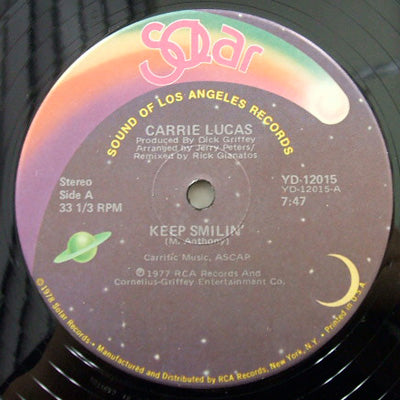 Solar
SOUND OF LOS ANGELES RECORDS
CARRIE LUCAS
Produced By Dick Griffey
Arranged by Jerry Peters/
Remixed by Rick Gianatos
Stereo
Side A
33 1/3 RPM
YD-12015
YD-12015-A
7:47
KEEP SMILIN'
(M. Anthony)
Carrific Music, ASCAP
℗ 1977 RCA Records And
Cornelius-Griffey Entertainment Co.
©1978 Solar Records • Manufactured and Distributed by RCA Records, New York, N.Y. • Printed in U.S.A.